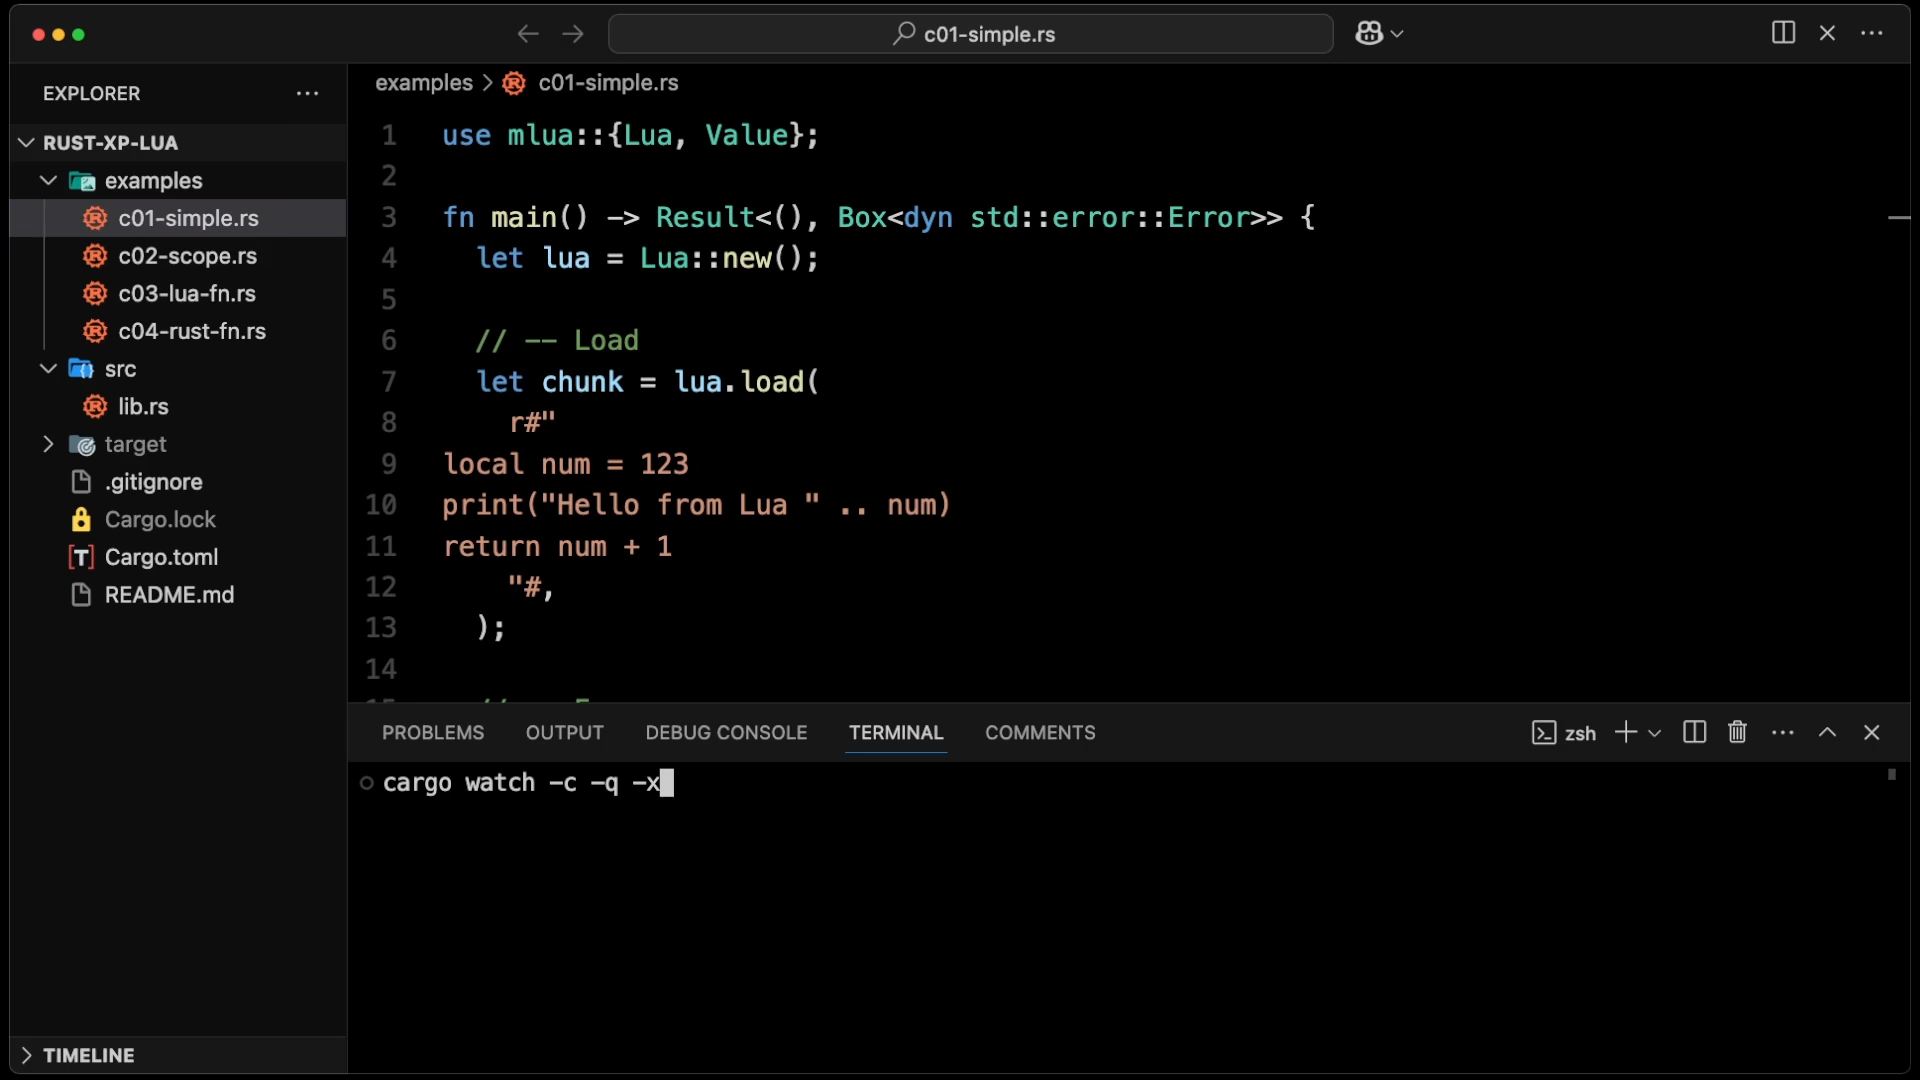 c01-simple.rs
EXPLORER
RUST-XP-LUA
examples
c01-simple.rs
c02-scope.rs
c03-lua-fn.rs
c04-rust-fn.rs
src
lib.rs
target
.gitignore
Cargo.lock
Cargo.toml
README.md
TIMELINE
examples > c01-simple.rs
1 use mlua::{Lua, Value};
2
3 fn main() -> Result<(), Box<dyn std::error::Error>> {
4 let lua = Lua::new();
5
6 // -- Load
7 let chunk = lua.load(
8 r#"
9 local num = 123
10 print("Hello from Lua " .. num)
11 return num + 1
12 "#,
13 );
14
PROBLEMS OUTPUT DEBUG CONSOLE TERMINAL COMMENTS zsh
cargo watch -c -q -x